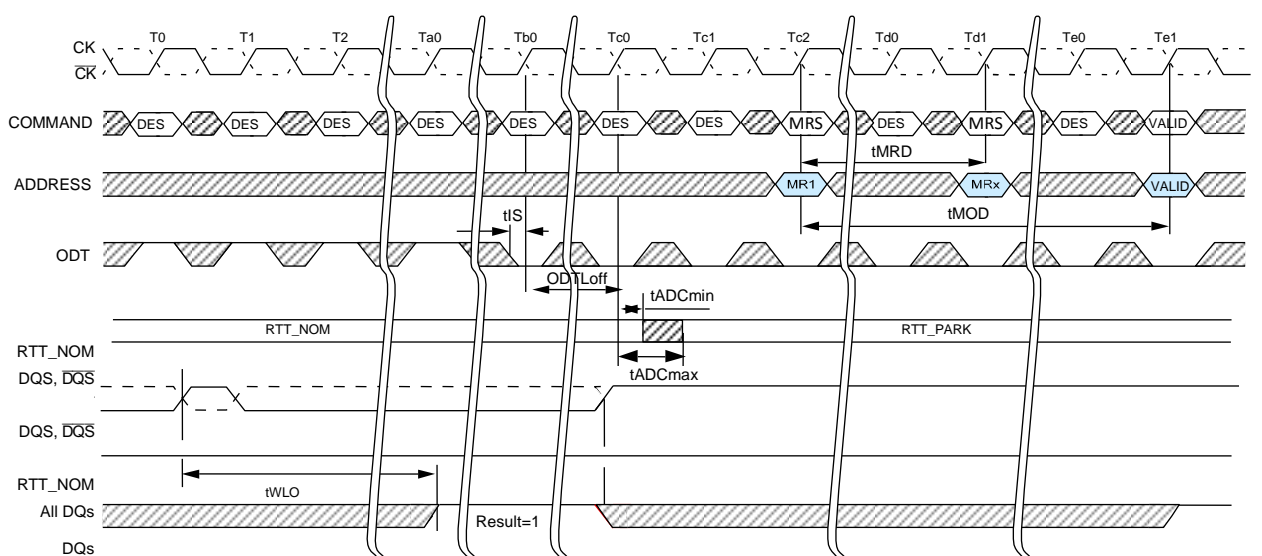 T0 T1 T2 Ta0 Tb0 Tc0 Tc1 Tc2 Td0 Td1 Te0 Te1
CK
CK
COMMAND DES DES DES DES DES DES DES MRS DES MRS DES VALID
tMRD
ADDRESS MR1 MRx VALID
tIS tMOD
ODT
ODTLoff
tADCmin
RTT_NOM RTT_PARK
RTT_NOM
tADCmax
DQS, DQS
DQS, DQS
RTT_NOM
tWLO
All DQs
Result=1
DQs